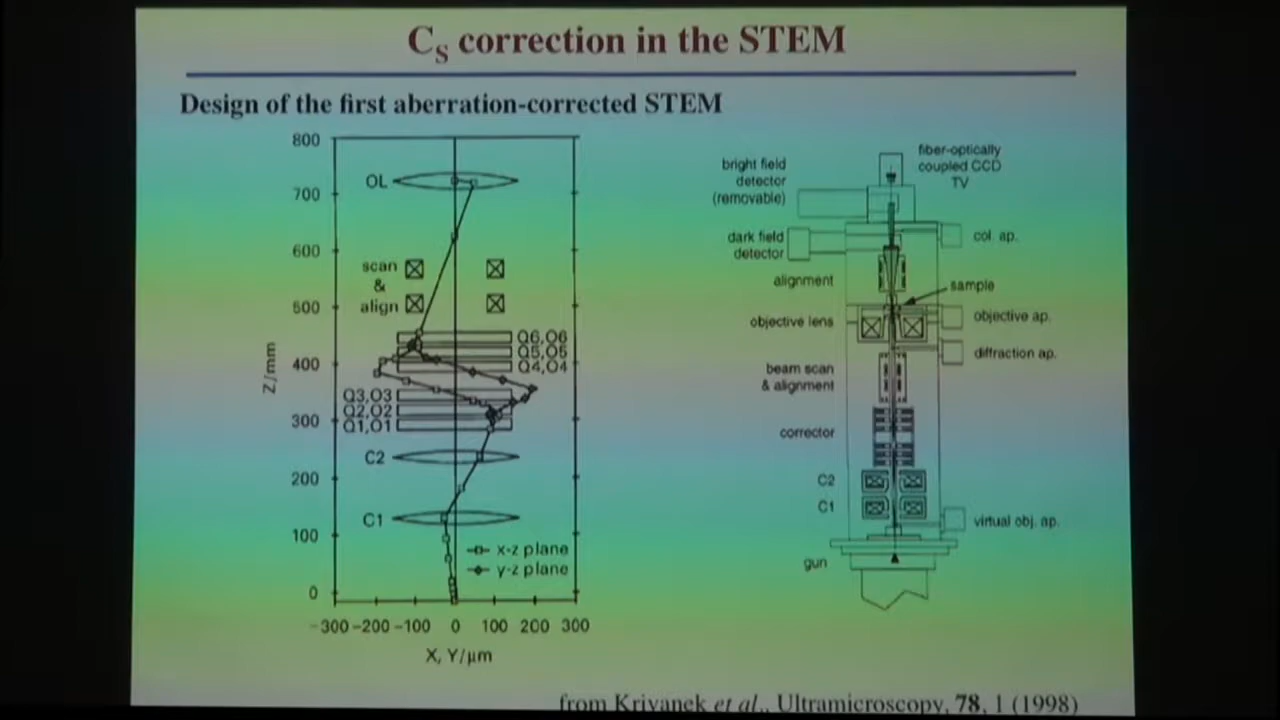 Cs correction in the STEM
Design of the first aberration-corrected STEM
800
700
600
500
400
300
200
100
0
Z/mm
OL
scan
&
align
Q6,O6
Q5,O5
Q4,O4
Q3,O3
Q2,O2
Q1,O1
C2
C1
x-z plane
y-z plane
-300 -200 -100 0 100 200 300
X, Y/μm
bright field
detector
(removable)
fiber-optically
coupled CCD
TV
dark field
detector
col. ap.
alignment
sample
objective lens
objective ap.
diffraction ap.
beam scan
& alignment
corrector
C2
C1
virtual obj. ap.
gun
from Krivanek et al., Ultramicroscopy, 78, 1 (1998)